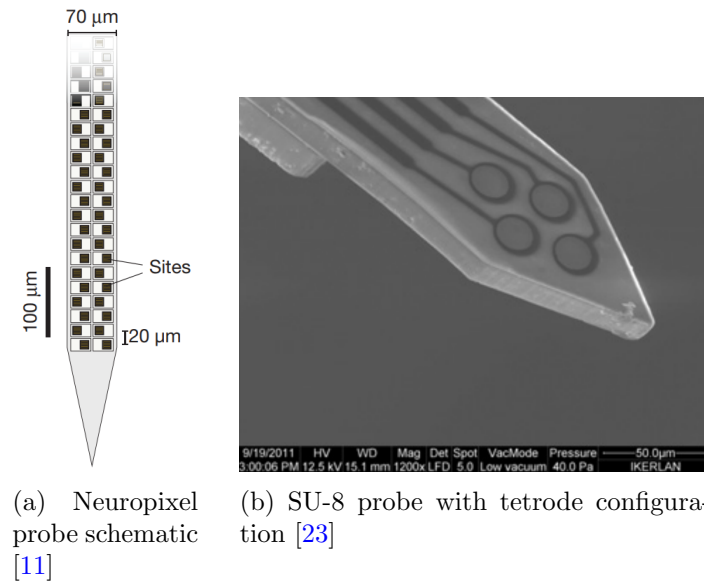 70 μm
Sites
100 μm
20 μm
9/19/2011 HV WD Mag Det Spot VacMode Pressure 50.0μm
3:00:06 PM 12.5 kV 15.1 mm 1200x LFD 5.0 Low vacuum 40.0 Pa IKERLAN
(a) Neuropixel
probe schematic
[11]
(b) SU-8 probe with tetrode configura-
tion [23]